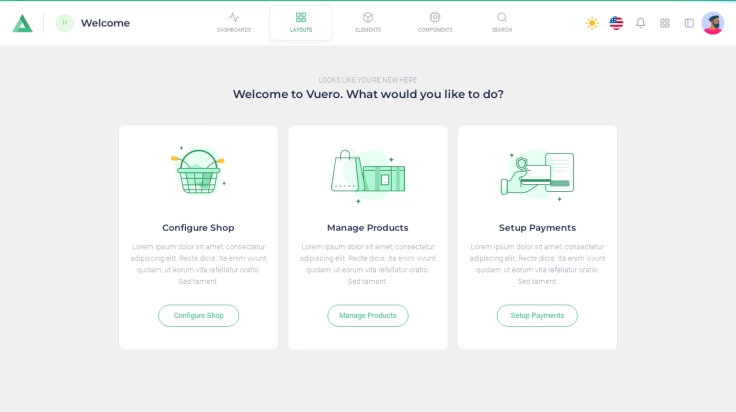 H
Welcome
DASHBOARDS
LAYOUTS
ELEMENTS
COMPONENTS
SEARCH
LOOKS LIKE YOU'RE NEW HERE
Welcome to Vuero. What would you like to do?
Configure Shop
Lorem ipsum dolor sit amet, consectetur
adipiscing elit. Recte dicis; Ita enim vivunt
quidam, ut eorum vita refellatur oratio.
Sed tament.
Configure Shop
Manage Products
Lorem ipsum dolor sit amet, consectetur
adipiscing elit. Recte dicis; Ita enim vivunt
quidam, ut eorum vita refellatur oratio.
Sed tament.
Manage Products
Setup Payments
Lorem ipsum dolor sit amet, consectetur
adipiscing elit. Recte dicis; Ita enim vivunt
quidam, ut eorum vita refellatur oratio.
Sed tament.
Setup Payments